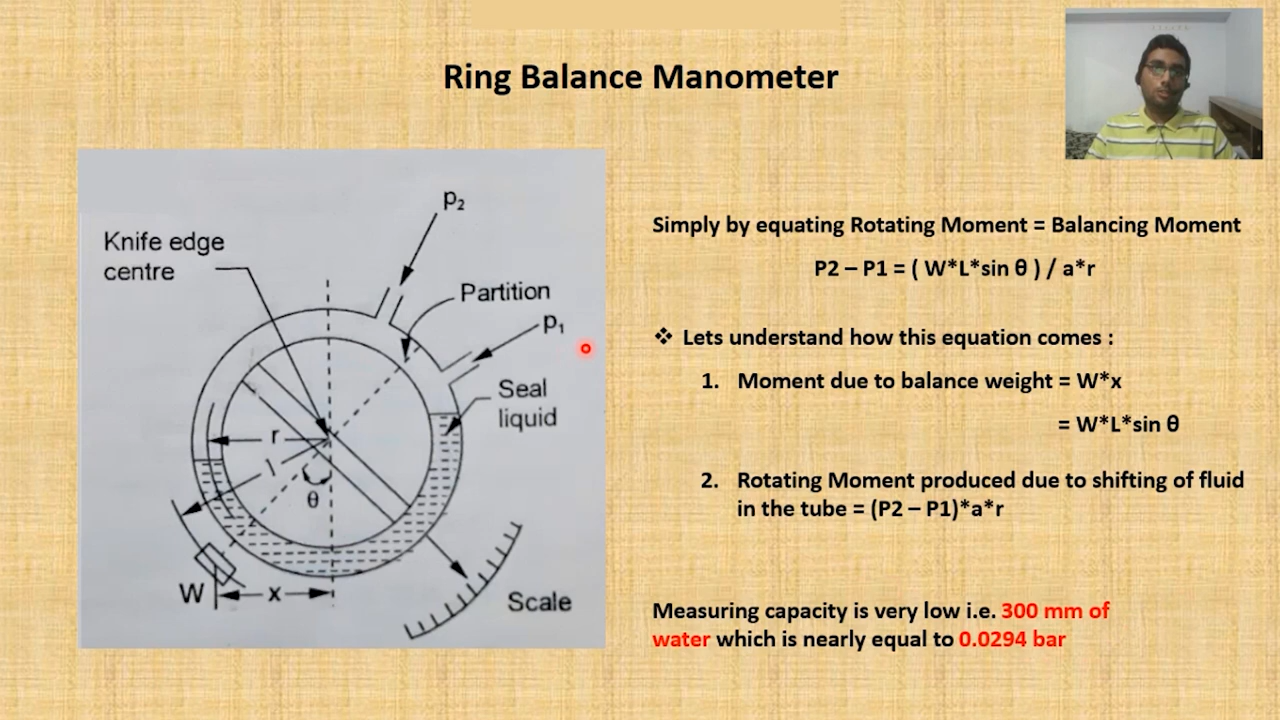 Ring Balance Manometer
p2
Knife edge
centre
Partition
p1
Seal
liquid
r
l
θ
W
x
Scale
Simply by equating Rotating Moment = Balancing Moment
P2 – P1 = ( W*L*sin θ ) / a*r
❖ Lets understand how this equation comes :
1. Moment due to balance weight = W*x
= W*L*sin θ
2. Rotating Moment produced due to shifting of fluid
in the tube = (P2 – P1)*a*r
Measuring capacity is very low i.e. 300 mm of
water which is nearly equal to 0.0294 bar